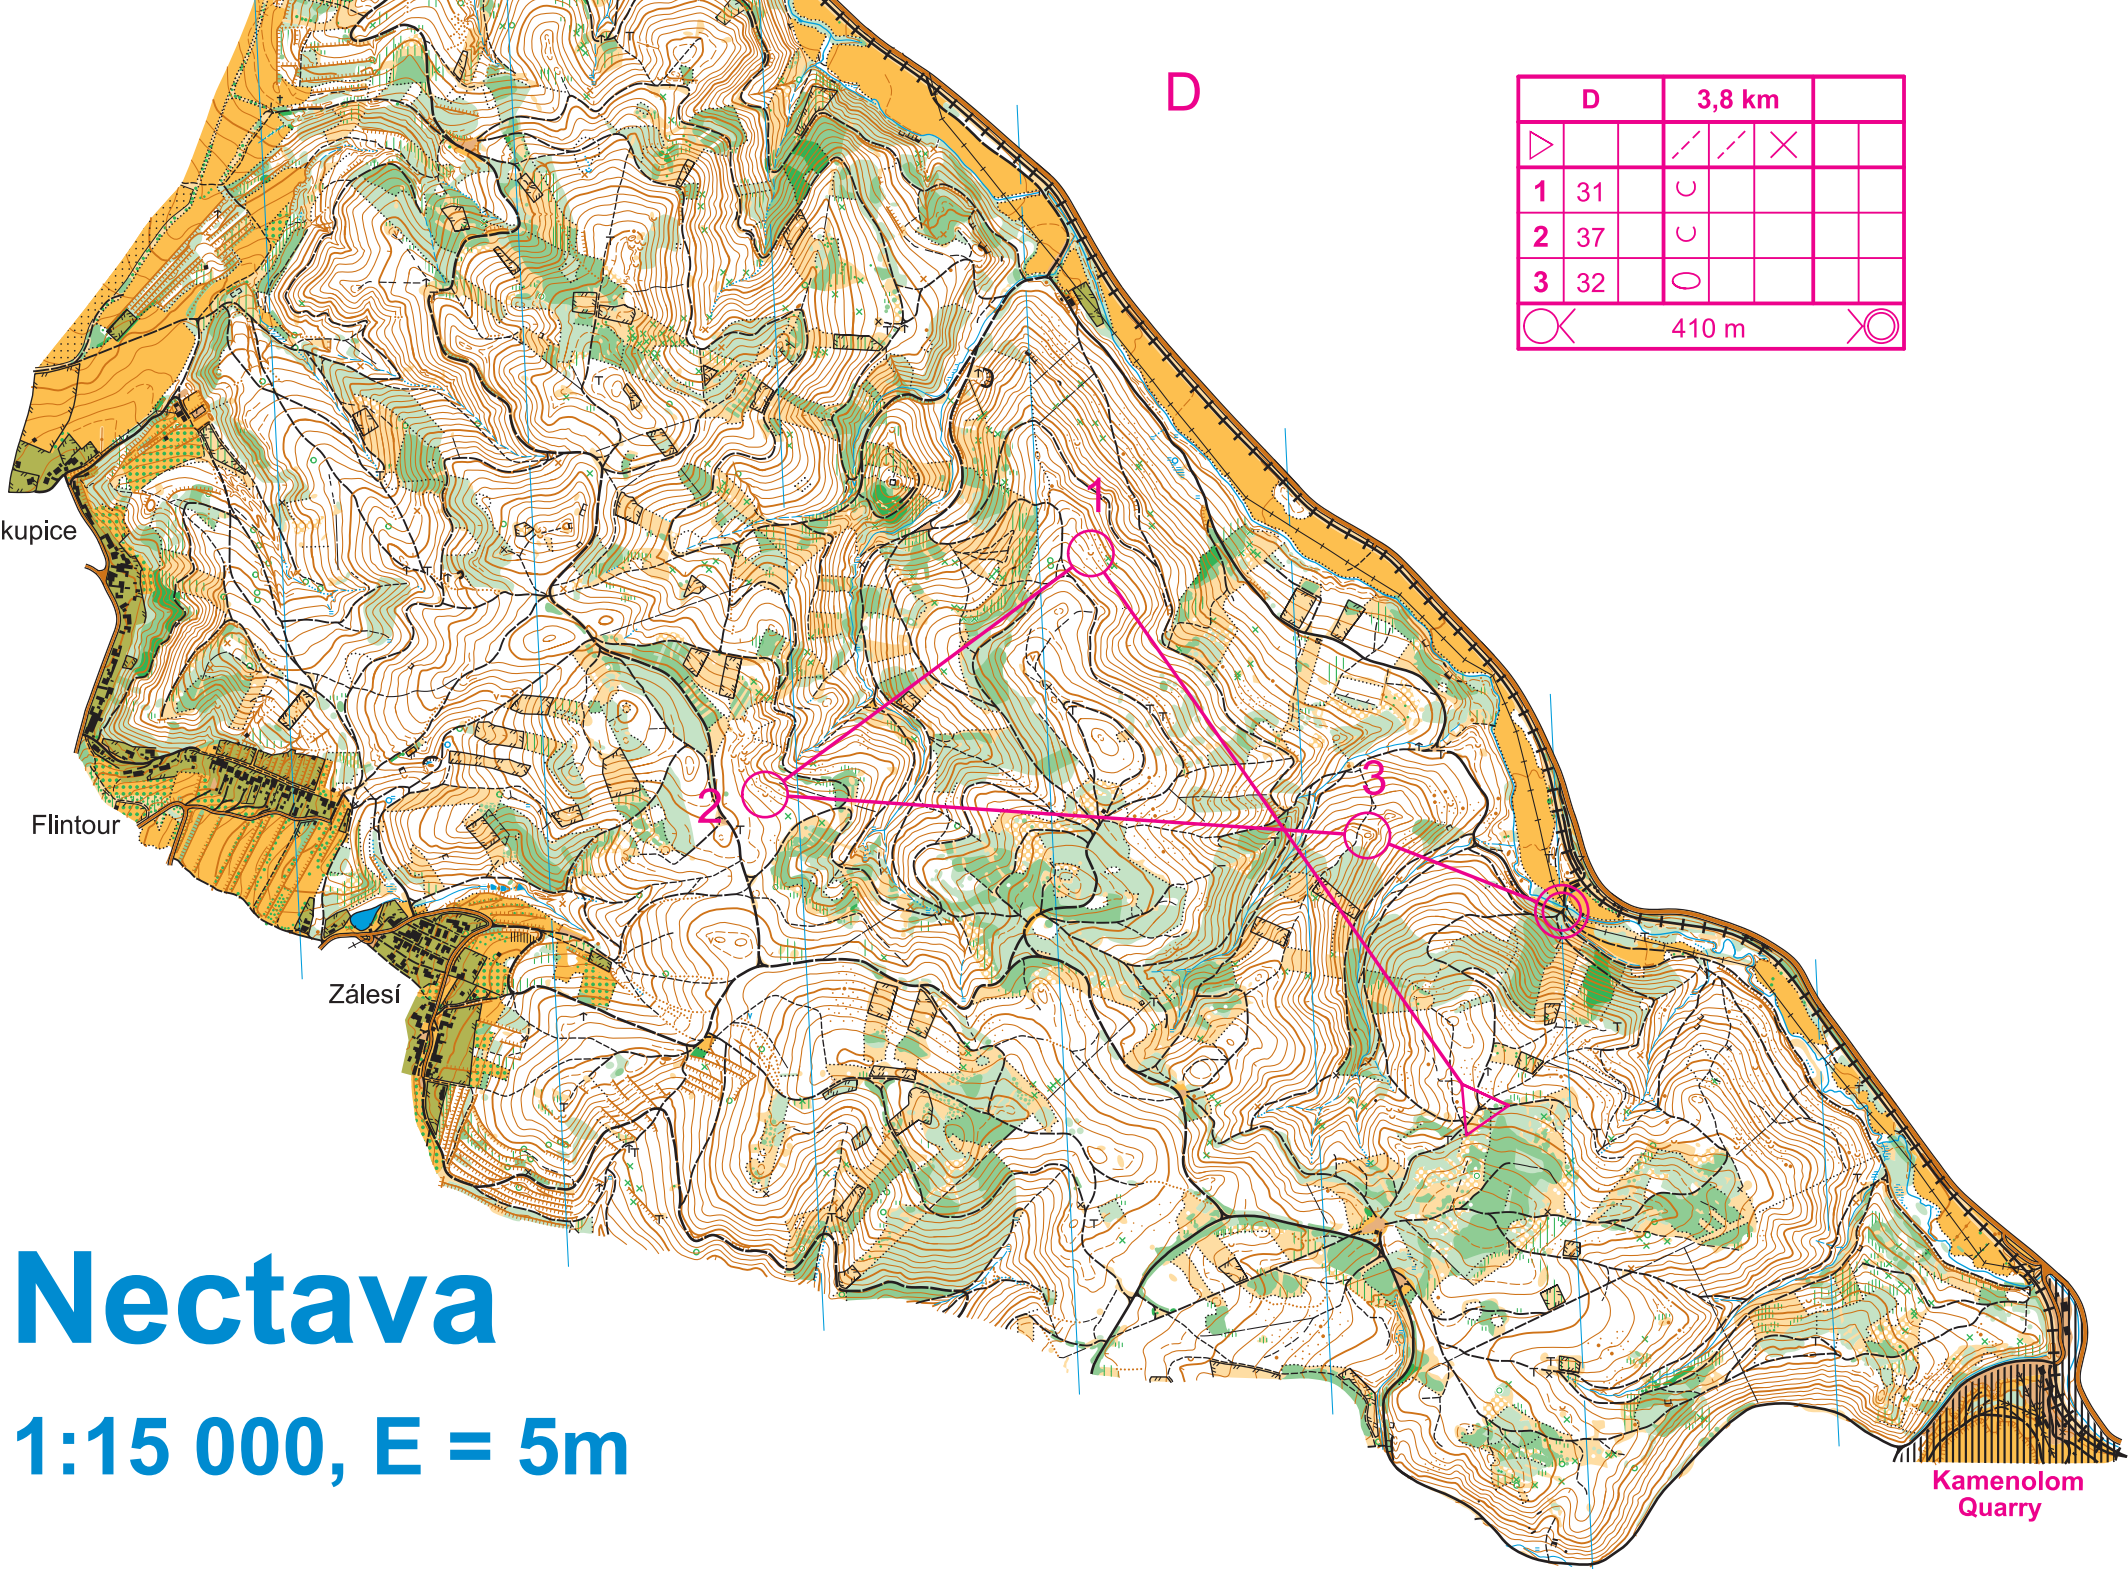 D
D 3,8 km
1 31
2 37
3 32
410 m
1
kupice
3
2
Flintour
Zálesí
Nectava
1:15 000, E = 5m
Kamenolom
Quarry